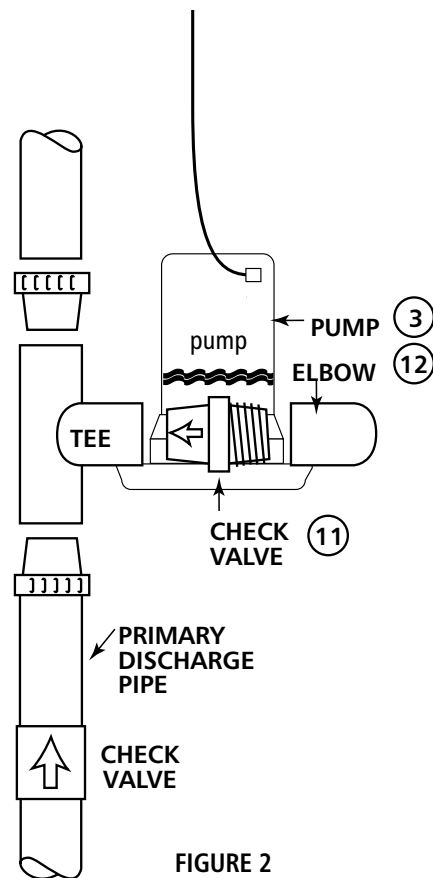 pump
PUMP 3
ELBOW 12
TEE
CHECK 11
VALVE
PRIMARY
DISCHARGE
PIPE
CHECK
VALVE
FIGURE 2